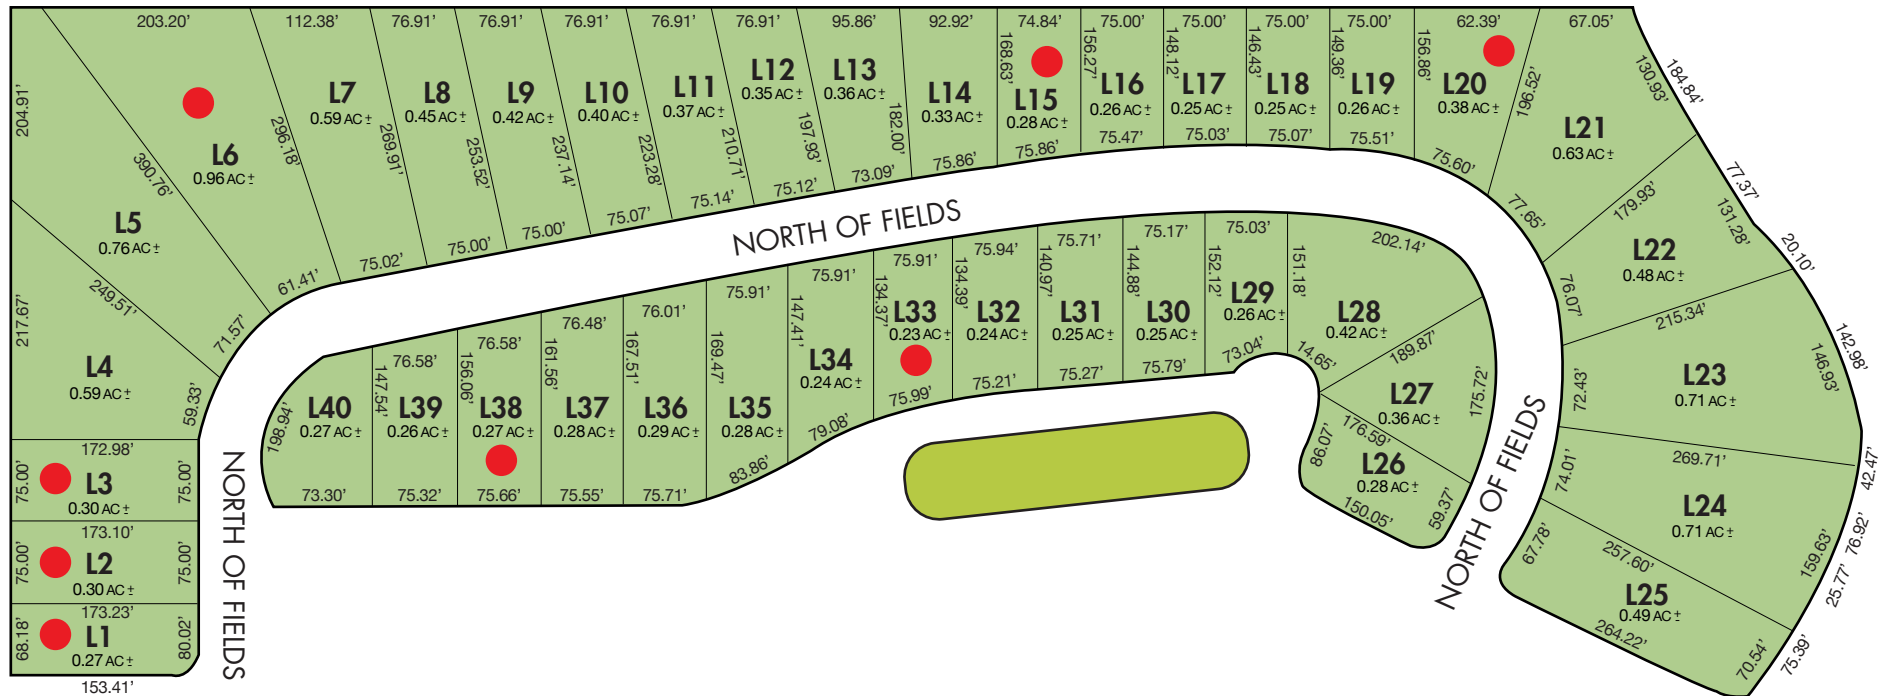 203.20’
112.38’
76.91’
76.91’
76.91’
76.91’
76.91’
95.86’
92.92’
74.84’
75.00’
75.00’
75.00’
75.00’
62.39’
67.05’
204.91’
390.76’
L6
0.96 AC ±
296.18’
L7
0.59 AC ±
269.91’
L8
0.45 AC ±
253.52’
L9
0.42 AC ±
237.14’
L10
0.40 AC ±
223.28’
L11
0.37 AC ±
210.71’
L12
0.35 AC ±
197.93’
L13
0.36 AC ±
182.00’
L14
0.33 AC ±
168.63’
L15
0.28 AC ±
156.27’
L16
0.26 AC ±
148.12’
L17
0.25 AC ±
146.43’
L18
0.25 AC ±
149.36’
L19
0.26 AC ±
156.86’
L20
0.38 AC ±
196.52’
L21
0.63 AC ±
130.93’
184.84’
61.41’
75.02’
75.00’
75.00’
75.07’
75.14’
75.12’
73.09’
75.86’
75.86’
75.47’
75.03’
75.07’
75.51’
75.60’
77.65’
179.93’
77.37’
131.28’
20.10’
L5
0.76 AC ±
249.51’
217.67’
71.57’
L4
0.59 AC ±
59.33’
NORTH OF FIELDS
L22
0.48 AC ±
76.07’
215.34’
L23
0.71 AC ±
142.98’
146.93’
72.43’
269.71’
42.47’
L24
0.71 AC ±
74.01’
76.92’
159.63’
257.60’
67.78’
25.77’
L25
0.49 AC ±
264.22’
70.54’
75.39’
172.98’
75.00’
L3
0.30 AC ±
75.00’
173.10’
75.00’
L2
0.30 AC ±
75.00’
173.23’
68.18’
L1
0.27 AC ±
80.02’
153.41’
NORTH OF FIELDS
198.94’
L40
0.27 AC ±
73.30’
147.54’
76.58’
L39
0.26 AC ±
75.32’
156.06’
76.58’
L38
0.27 AC ±
75.66’
161.56’
76.48’
L37
0.28 AC ±
75.55’
167.51’
76.01’
L36
0.29 AC ±
75.71’
169.47’
75.91’
L35
0.28 AC ±
83.86’
147.41’
75.91’
L34
0.24 AC ±
79.08’
134.37’
75.91’
L33
0.23 AC ±
75.99’
134.39’
75.94’
L32
0.24 AC ±
75.21’
140.97’
75.71’
L31
0.25 AC ±
75.27’
144.88’
75.17’
L30
0.25 AC ±
75.79’
152.12’
75.03’
L29
0.26 AC ±
73.04’
151.18’
202.14’
L28
0.42 AC ±
14.65’
189.87’
L27
0.36 AC ±
175.72’
176.59’
86.07’
L26
0.28 AC ±
150.05’
59.37’
NORTH OF FIELDS